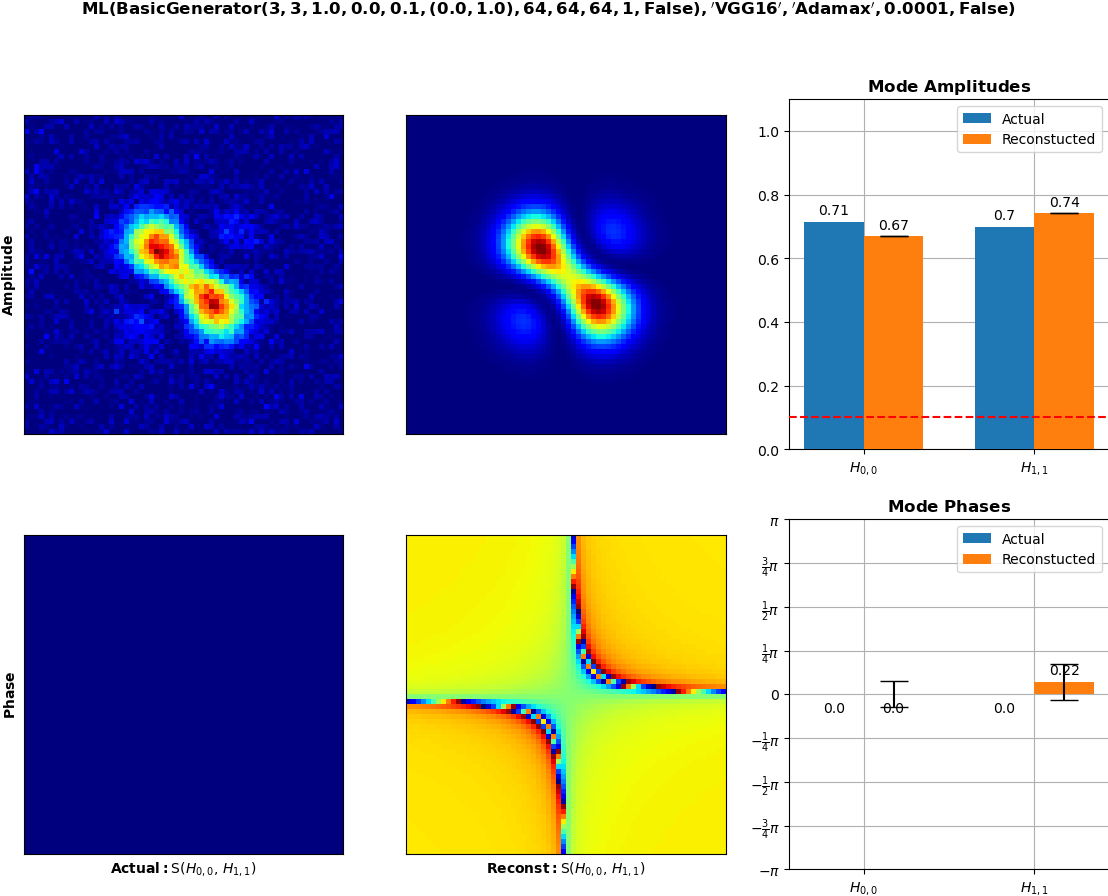 ML(BasicGenerator(3, 3, 1.0, 0.0, 0.1, (0.0, 1.0), 64, 64, 64, 1, False), ′VGG16′, ′Adamax′, 0.0001, False)
Amplitude
Mode Amplitudes
Actual
Reconstucted
1.0
0.8
0.6
0.4
0.2
0.0
0.71
0.67
0.7
0.74
H0,0
H1,1
Phase
Actual: S(H0,0, H1,1)
Reconst: S(H0,0, H1,1)
Mode Phases
Actual
Reconstucted
π
3/4π
1/2π
1/4π
0
−1/4π
−1/2π
−3/4π
−π
0.0
0.0
0.0
0.22
H0,0
H1,1